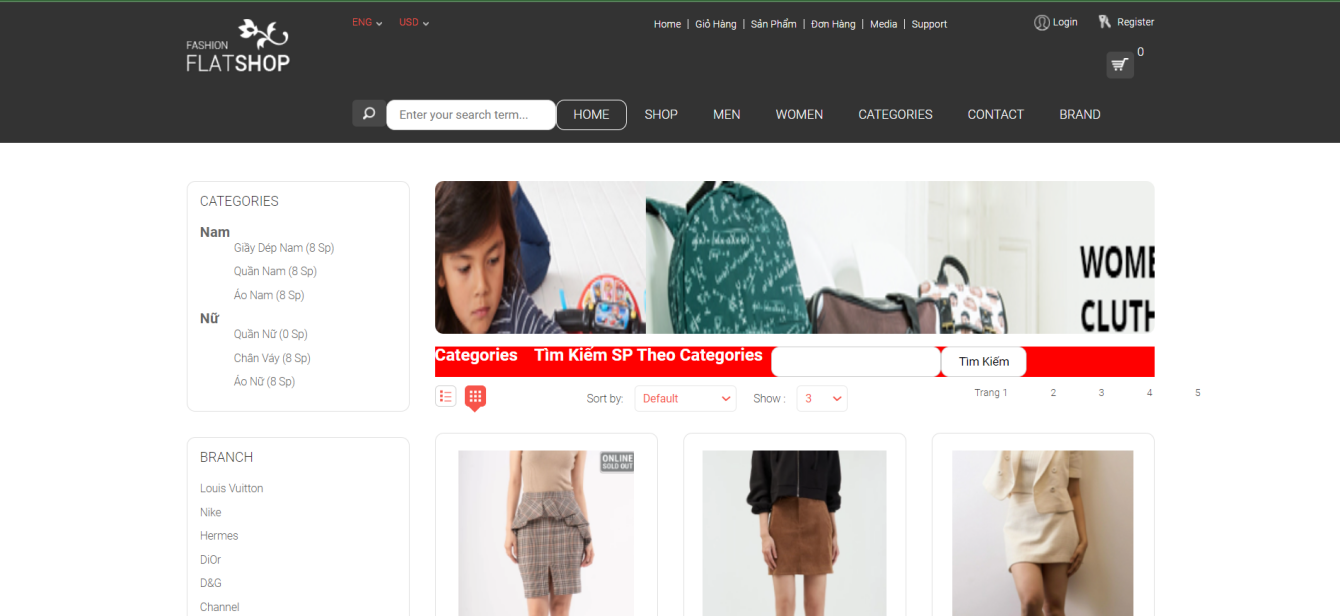 ENG USD
Home | Giỏ Hàng | Sản Phẩm | Đơn Hàng | Media | Support
Login Register
FASHION
FLATSHOP
0
Enter your search term...
HOME SHOP MEN WOMEN CATEGORIES CONTACT BRAND
CATEGORIES
Nam
Giầy Dép Nam (8 Sp)
Quần Nam (8 Sp)
Áo Nam (8 Sp)
Nữ
Quần Nữ (0 Sp)
Chân Váy (8 Sp)
Áo Nữ (8 Sp)
BRANCH
Louis Vuitton
Nike
Hermes
DiOr
D&G
Channel
WOME
CLUTH
Categories Tìm Kiếm SP Theo Categories Tìm Kiếm
Sort by: Default Show : 3 Trang 1 2 3 4 5
ONLINE
SOLD OUT